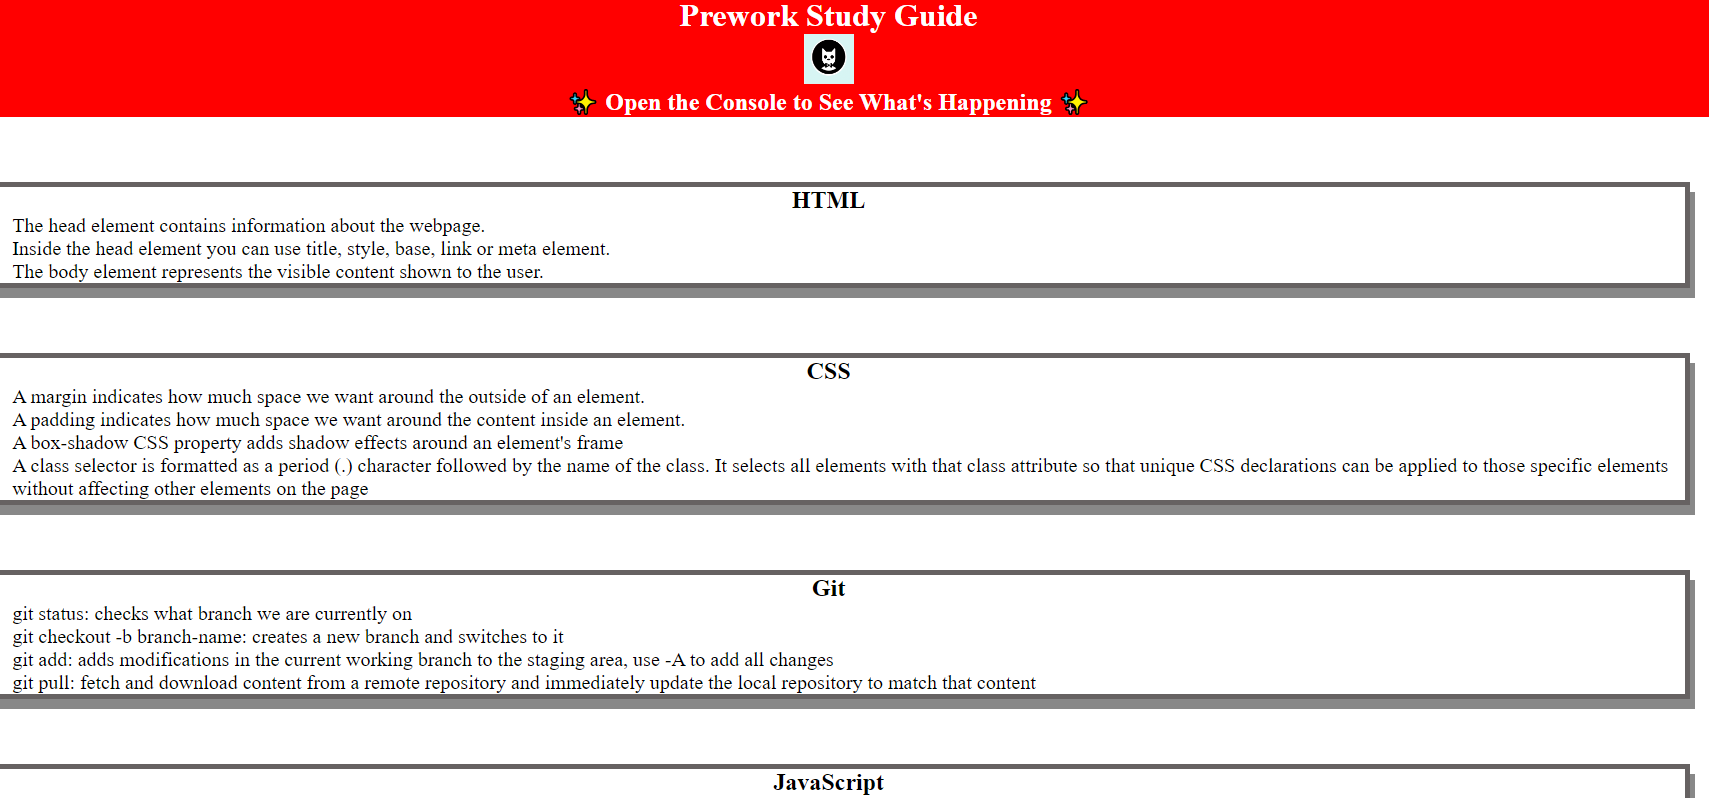 Prework Study Guide
✨ Open the Console to See What's Happening ✨
HTML
The head element contains information about the webpage.
Inside the head element you can use title, style, base, link or meta element.
The body element represents the visible content shown to the user.
CSS
A margin indicates how much space we want around the outside of an element.
A padding indicates how much space we want around the content inside an element.
A box-shadow CSS property adds shadow effects around an element's frame
A class selector is formatted as a period (.) character followed by the name of the class. It selects all elements with that class attribute so that unique CSS declarations can be applied to those specific elements
without affecting other elements on the page
Git
git status: checks what branch we are currently on
git checkout -b branch-name: creates a new branch and switches to it
git add: adds modifications in the current working branch to the staging area, use -A to add all changes
git pull: fetch and download content from a remote repository and immediately update the local repository to match that content
JavaScript